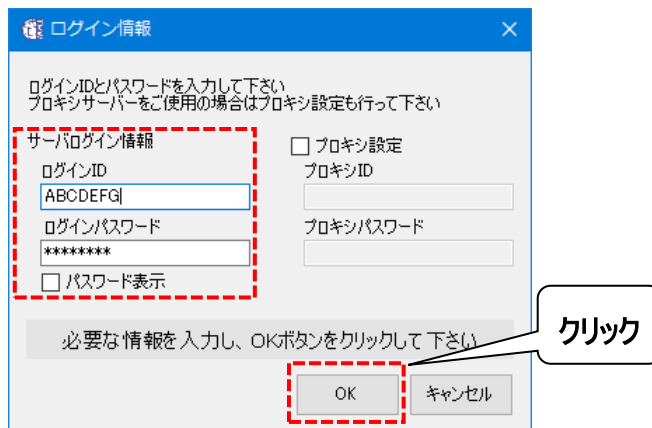 ログイン情報
ログインIDとパスワードを入力して下さい
プロキシサーバーをご使用の場合はプロキシ設定も行って下さい
サーバログイン情報
ログインID
ABCDEFG
ログインパスワード
********
パスワード表示
プロキシ設定
プロキシID
プロキシパスワード
必要な情報を入力し、OKボタンをクリックして下さい
クリック
OK
キャンセル